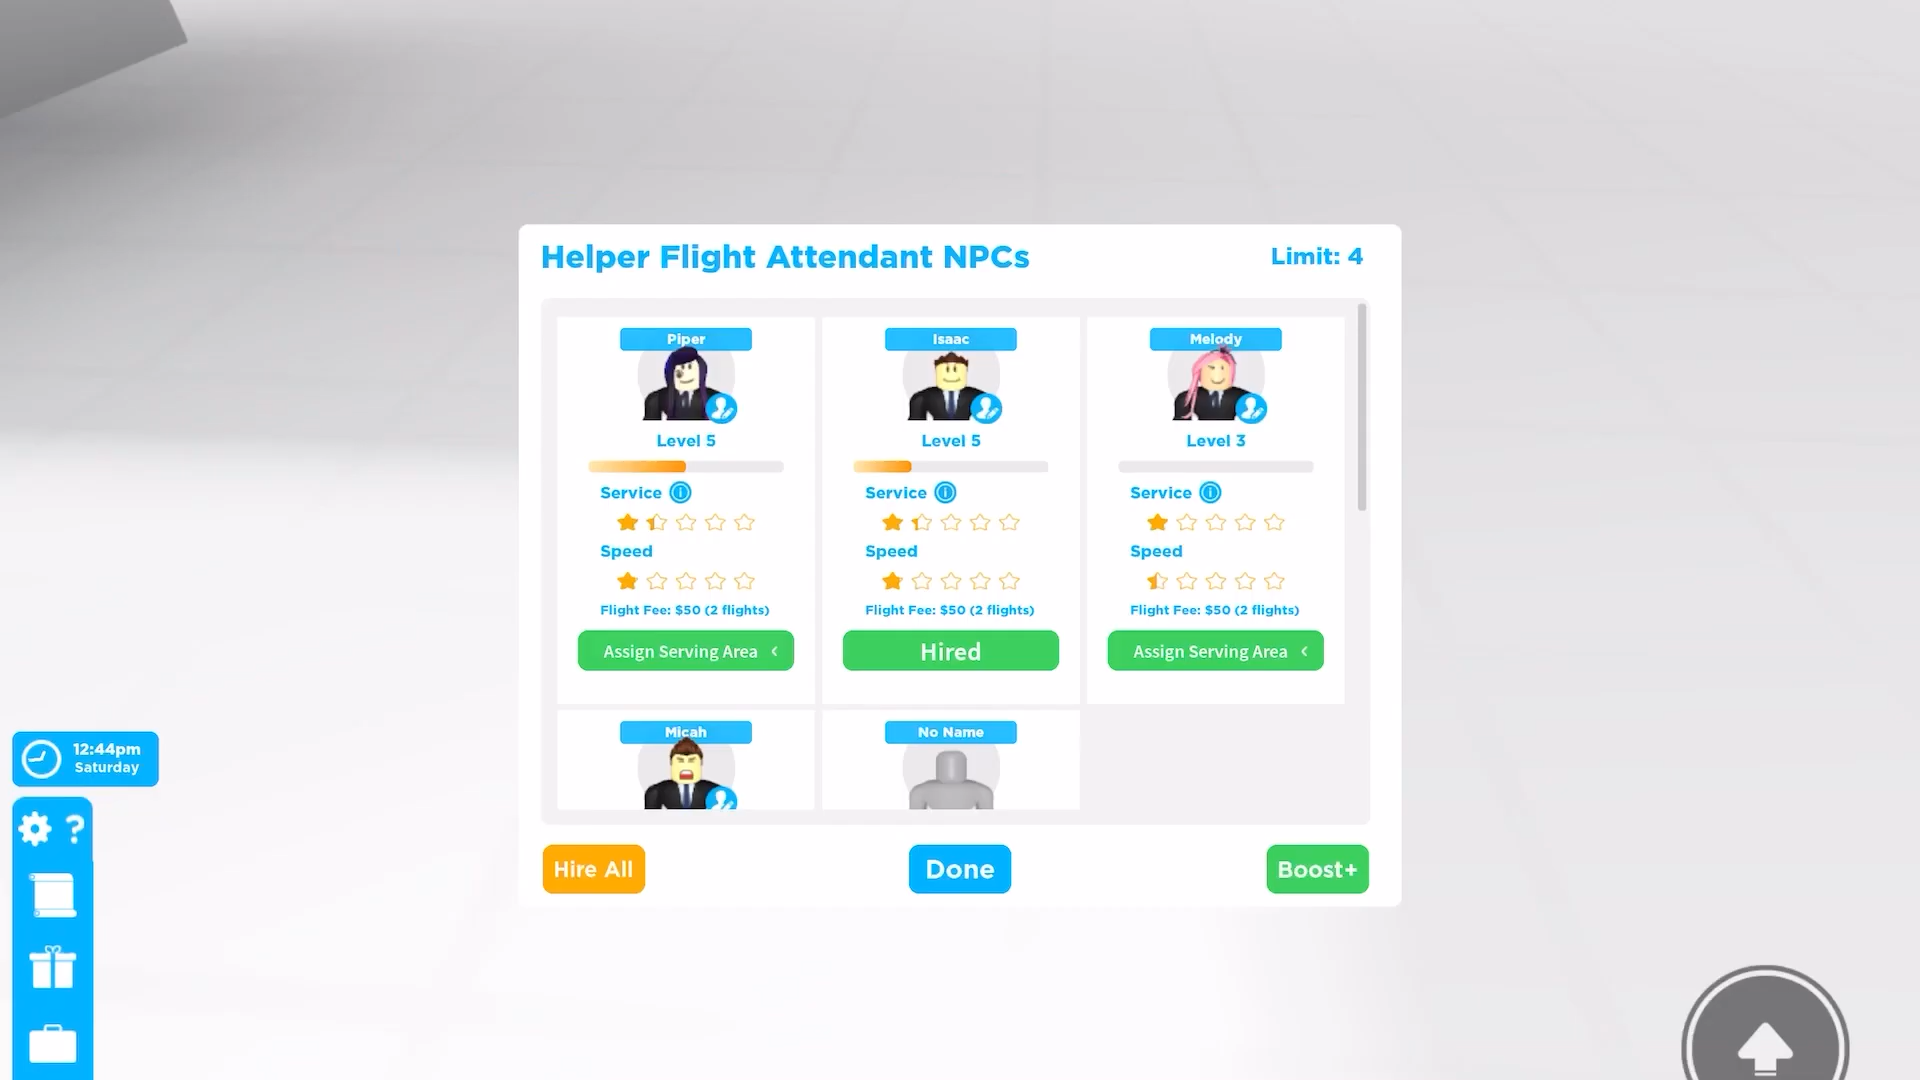 Helper Flight Attendant NPCs
Limit: 4
Piper
Level 5
Service
Speed
Flight Fee: $50 (2 flights)
Assign Serving Area
Isaac
Level 5
Service
Speed
Flight Fee: $50 (2 flights)
Hired
Melody
Level 3
Service
Speed
Flight Fee: $50 (2 flights)
Assign Serving Area
Micah
No Name
Hire All
Done
Boost+
12:44pm
Saturday
?